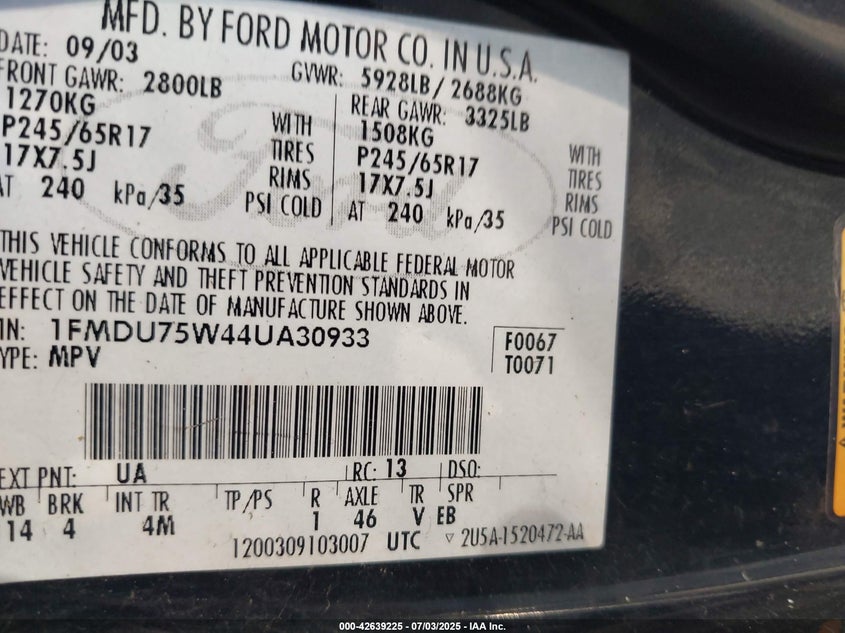 MFD. BY FORD MOTOR CO. IN U.S.A.
DATE: 09/03 GVWR: 5928LB/2688KG
FRONT GAWR: 2800LB REAR GAWR: 3325LB
1270KG WITH 1508KG WITH
P245/65R17 TIRES P245/65R17 TIRES
17X7.5J RIMS 17X7.5J RIMS
AT 240 kPa/35 PSI COLD AT 240 kPa/35 PSI COLD
Ford
THIS VEHICLE CONFORMS TO ALL APPLICABLE FEDERAL MOTOR
VEHICLE SAFETY AND THEFT PREVENTION STANDARDS IN
EFFECT ON THE DATE OF MANUFACTURE SHOWN ABOVE.
IN: 1FMDU75W44UA30933 F0067
YPE: MPV T0071
EXT PNT: UA RC: 13 DSO:
WB BRK INT TR TP/PS R AXLE TR SPR
14 4 4M 1 46 V EB
1200309103007 UTC ▽ 2U5A-1520472-AA
000-42639225 - 07/03/2025 - IAA Inc.